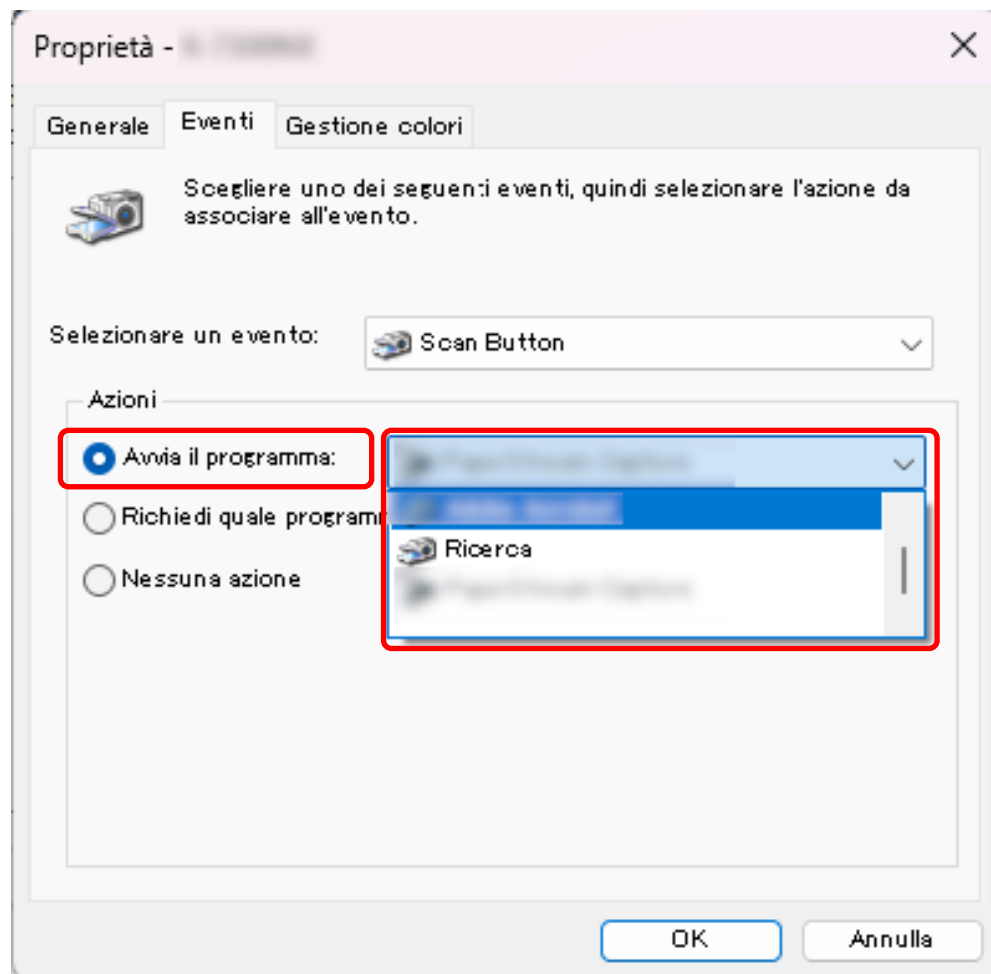 Proprietà -
Generale Eventi Gestione colori
Scegliere uno dei seguenti eventi, quindi selezionare l'azione da
associare all'evento.
Selezionare un evento: Scan Button
Azioni
Avvia il programma:
Richiedi quale programm
Ricerca
Nessuna azione
OK Annulla